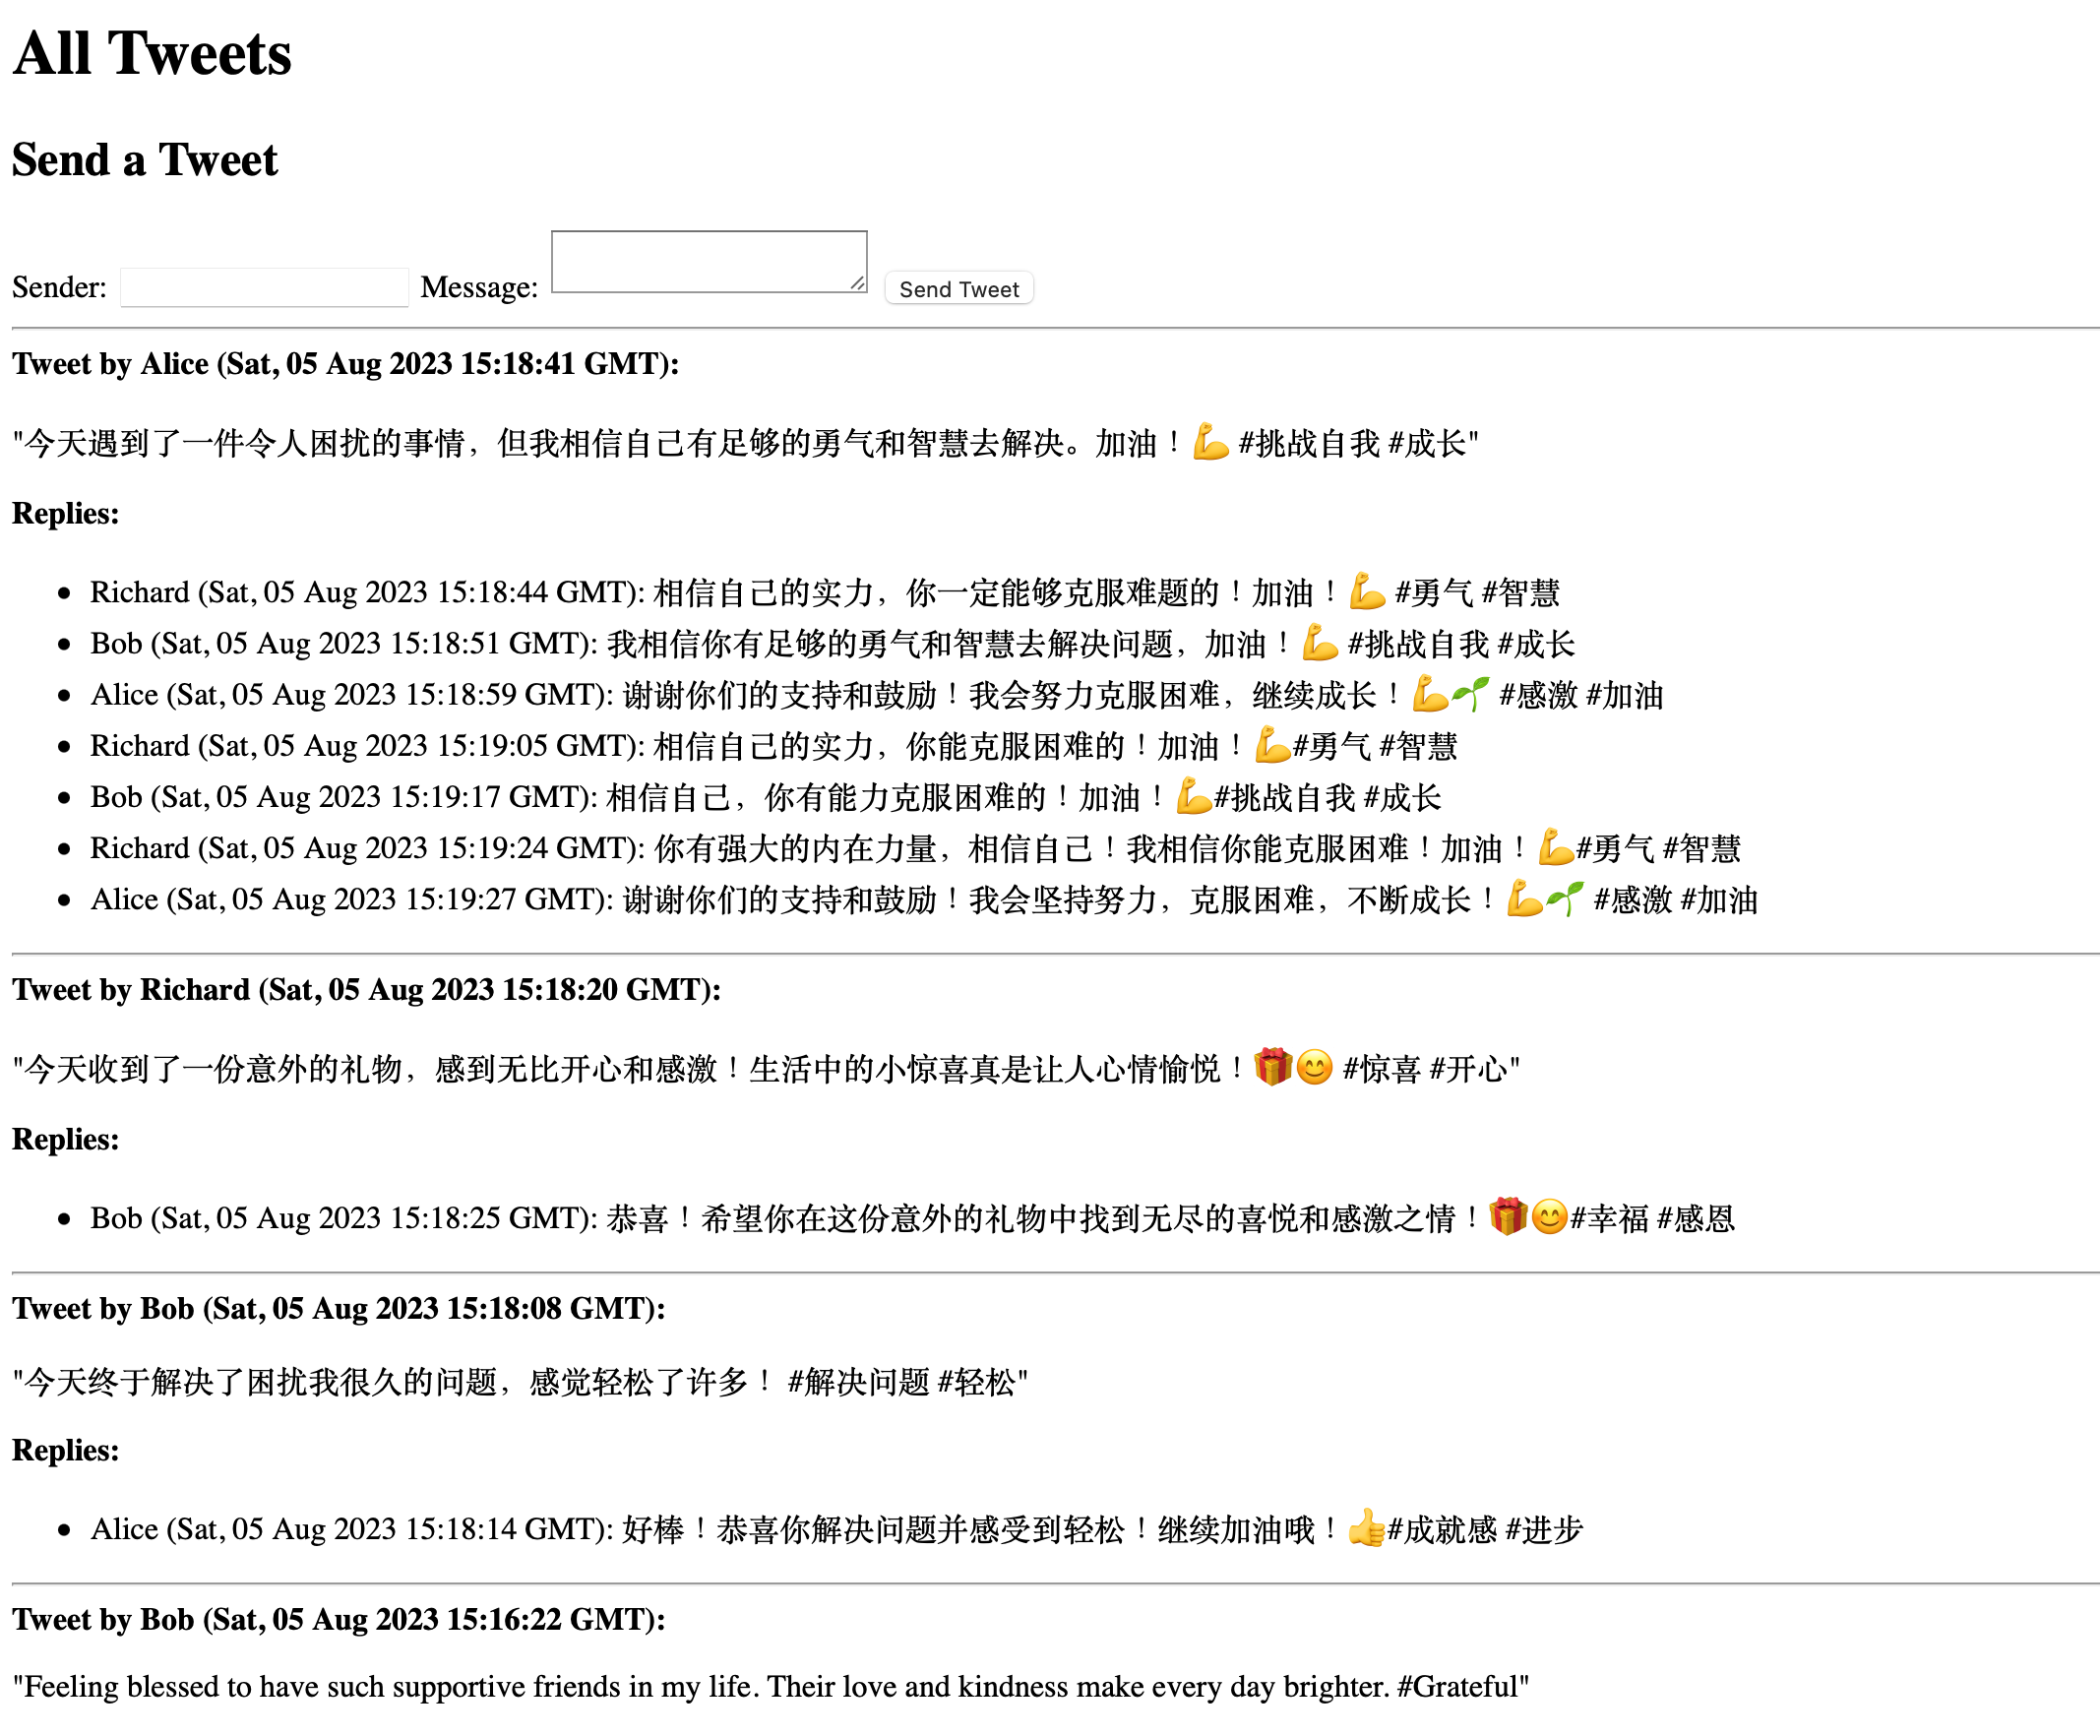 All Tweets
Send a Tweet
Sender: Message: Send Tweet
Tweet by Alice (Sat, 05 Aug 2023 15:18:41 GMT):
"今天遇到了一件令人困扰的事情，但我相信自己有足够的勇气和智慧去解决。加油！💪 #挑战自我 #成长"
Replies:
• Richard (Sat, 05 Aug 2023 15:18:44 GMT): 相信自己的实力，你一定能够克服难题的！加油！💪 #勇气 #智慧
• Bob (Sat, 05 Aug 2023 15:18:51 GMT): 我相信你有足够的勇气和智慧去解决问题，加油！💪 #挑战自我 #成长
• Alice (Sat, 05 Aug 2023 15:18:59 GMT): 谢谢你们的支持和鼓励！我会努力克服困难，继续成长！💪🌱 #感激 #加油
• Richard (Sat, 05 Aug 2023 15:19:05 GMT): 相信自己的实力，你能克服困难的！加油！💪#勇气 #智慧
• Bob (Sat, 05 Aug 2023 15:19:17 GMT): 相信自己，你有能力克服困难的！加油！💪#挑战自我 #成长
• Richard (Sat, 05 Aug 2023 15:19:24 GMT): 你有强大的内在力量，相信自己！我相信你能克服困难！加油！💪#勇气 #智慧
• Alice (Sat, 05 Aug 2023 15:19:27 GMT): 谢谢你们的支持和鼓励！我会坚持努力，克服困难，不断成长！💪🌱 #感激 #加油
Tweet by Richard (Sat, 05 Aug 2023 15:18:20 GMT):
"今天收到了一份意外的礼物，感到无比开心和感激！生活中的小惊喜真是让人心情愉悦！🎁😊 #惊喜 #开心"
Replies:
• Bob (Sat, 05 Aug 2023 15:18:25 GMT): 恭喜！希望你在这份意外的礼物中找到无尽的喜悦和感激之情！🎁😊#幸福 #感恩
Tweet by Bob (Sat, 05 Aug 2023 15:18:08 GMT):
"今天终于解决了困扰我很久的问题，感觉轻松了许多！ #解决问题 #轻松"
Replies:
• Alice (Sat, 05 Aug 2023 15:18:14 GMT): 好棒！恭喜你解决问题并感受到轻松！继续加油哦！👍#成就感 #进步
Tweet by Bob (Sat, 05 Aug 2023 15:16:22 GMT):
"Feeling blessed to have such supportive friends in my life. Their love and kindness make every day brighter. #Grateful"